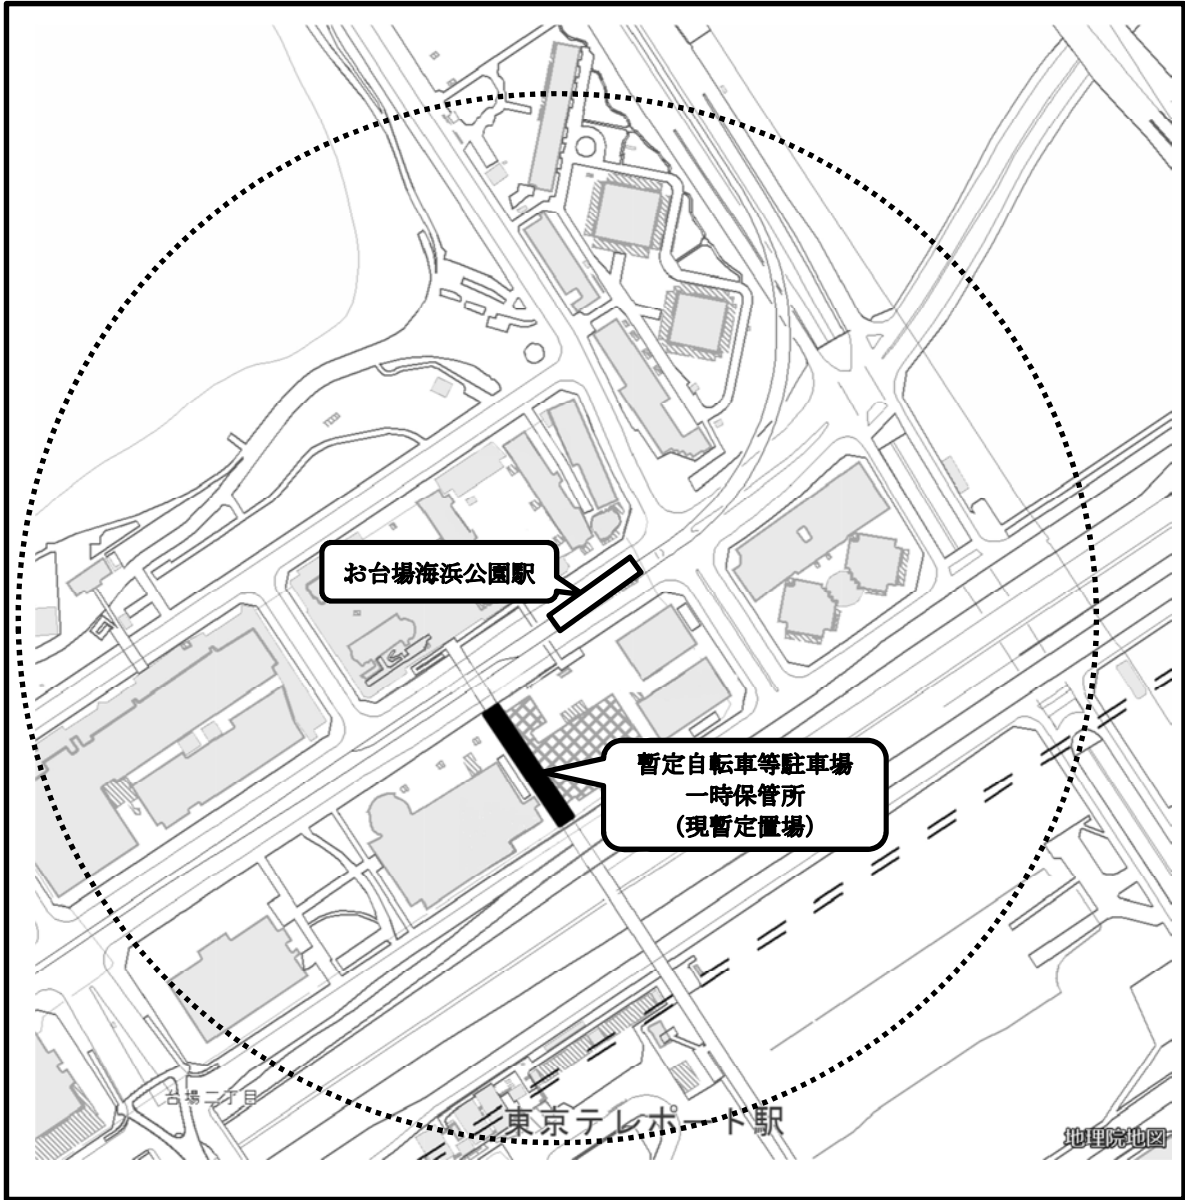 お台場海浜公園駅
暫定自転車等駐車場
一時保管所
(現暫定置場)
台場二丁目
東京テレポート駅
地理院地図